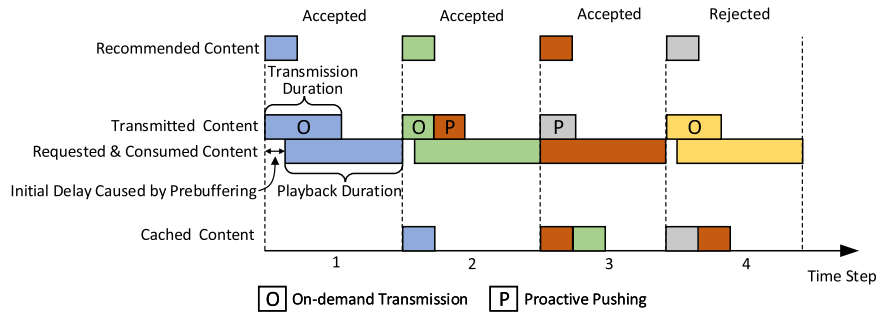 Accepted Accepted Accepted Rejected
Recommended Content
Transmission
Duration
Transmitted Content O O P P O
Requested & Consumed Content
Initial Delay Caused by Prebuffering Playback Duration
Cached Content
1 2 3 4
Time Step
O On-demand Transmission P Proactive Pushing